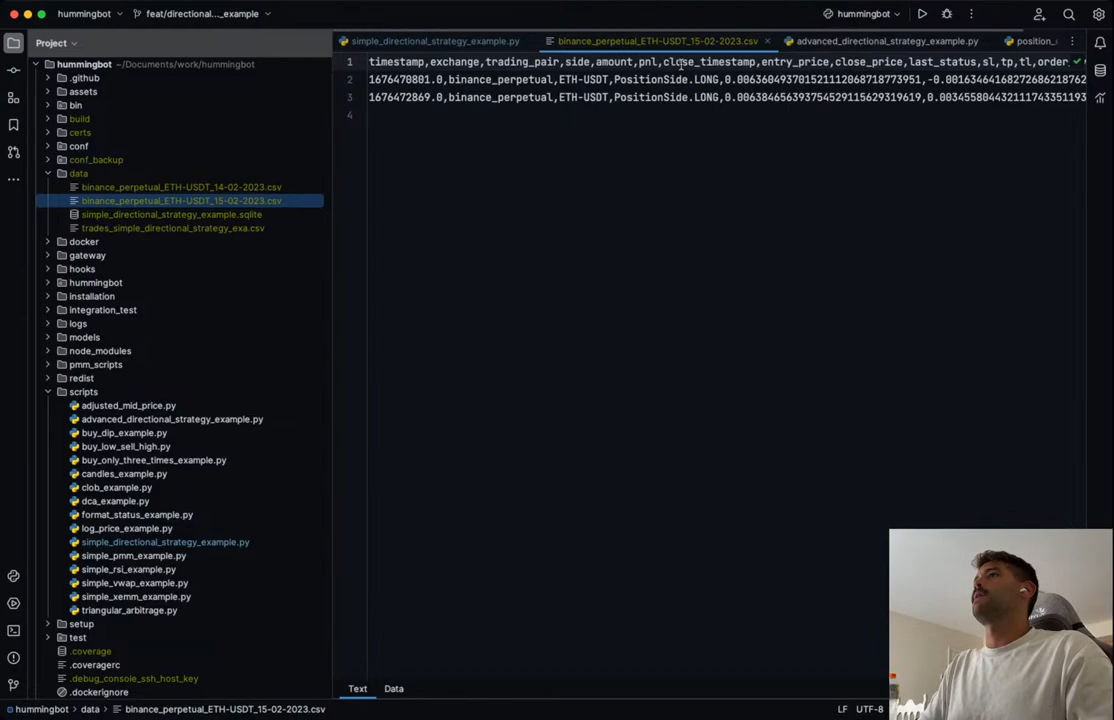 hummingbot
feat/directional..._example
hummingbot
Project
simple_directional_strategy_example.py
binance_perpetual_ETH-USDT_15-02-2023.csv
advanced_directional_strategy_example.py
position_
hummingbot ~/Documents/work/hummingbot
.github
assets
bin
build
certs
conf
conf_backup
data
binance_perpetual_ETH-USDT_14-02-2023.csv
binance_perpetual_ETH-USDT_15-02-2023.csv
simple_directional_strategy_example.sqlite
trades_simple_directional_strategy_exa.csv
docker
gateway
hooks
hummingbot
installation
integration_test
logs
models
node_modules
pmm_scripts
redist
scripts
adjusted_mid_price.py
advanced_directional_strategy_example.py
buy_dip_example.py
buy_low_sell_high.py
buy_only_three_times_example.py
candles_example.py
clob_example.py
dca_example.py
format_status_example.py
log_price_example.py
simple_directional_strategy_example.py
simple_pmm_example.py
simple_rsi_example.py
simple_vwap_example.py
simple_xemm_example.py
triangular_arbitrage.py
setup
test
.coverage
.coveragerc
.debug_console_ssh_host_key
.dockerignore
1 timestamp,exchange,trading_pair,side,amount,pnl,close_timestamp,entry_price,close_price,last_status,sl,tp,tl,order_
2 1676470801.0,binance_perpetual,ETH-USDT,PositionSide.LONG,0.006360493701521112068718773951,-0.00163464168272686218762
3 1676472869.0,binance_perpetual,ETH-USDT,PositionSide.LONG,0.006384656393754529115629319619,0.003455804432111743351193
4
Text
Data
hummingbot > data > binance_perpetual_ETH-USDT_15-02-2023.csv
LF
UTF-8